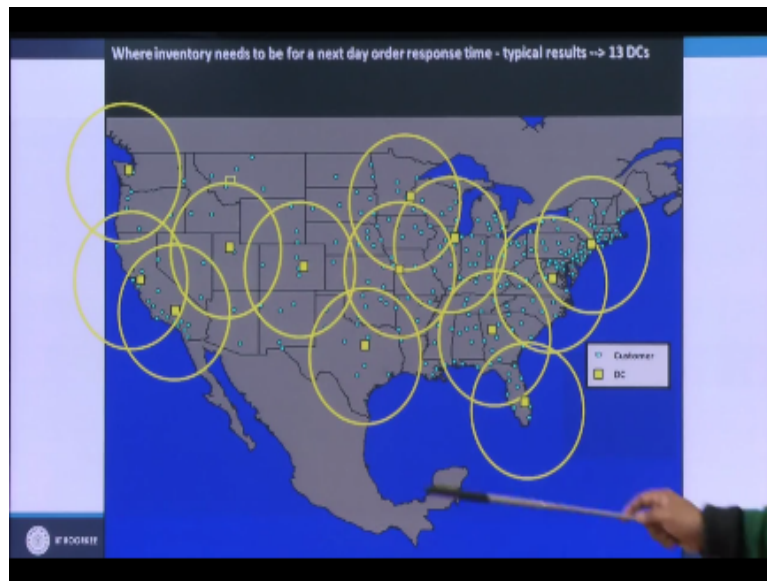 Where inventory needs to be for a next day order response time - typical results --> 13 DCs
Customer
DC
IIT ROORKEE